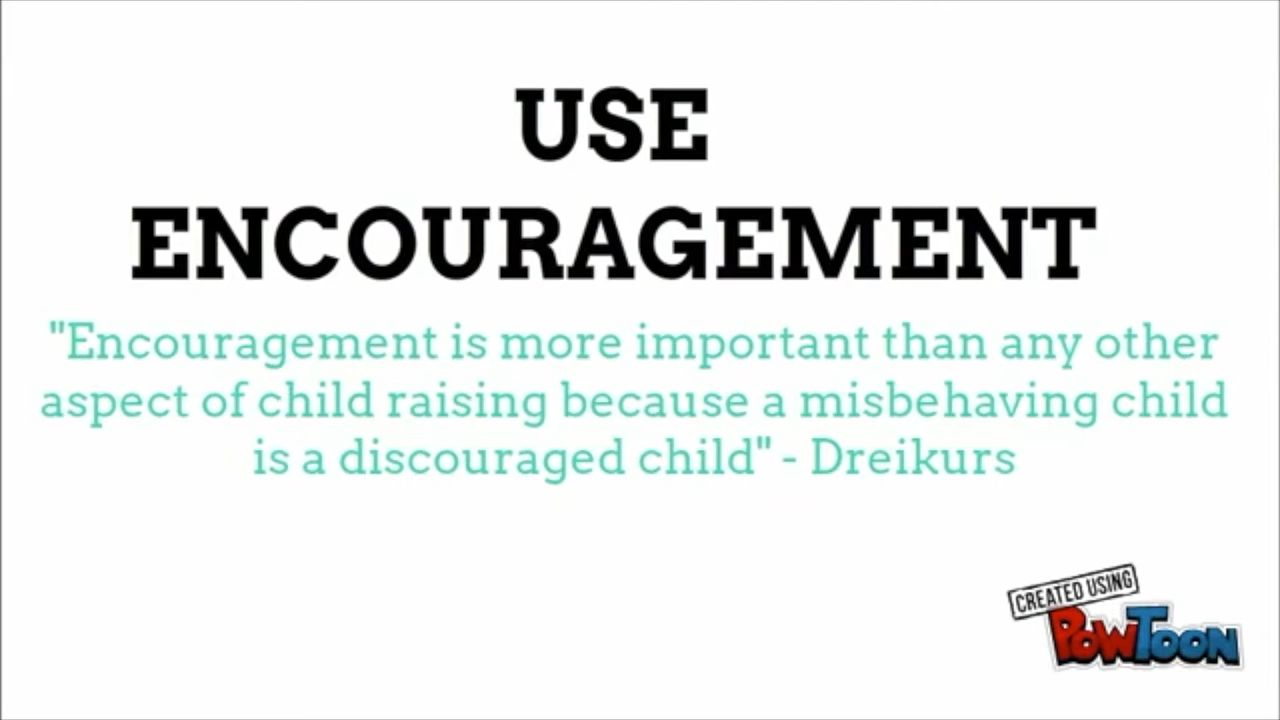 USE
ENCOURAGEMENT
"Encouragement is more important than any other
aspect of child raising because a misbehaving child
is a discouraged child" - Dreikurs
CREATED USING
POWTOON